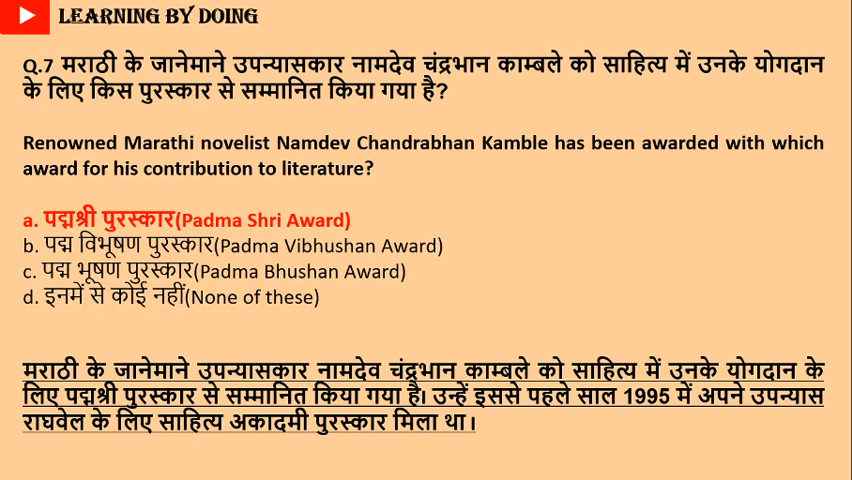 LEARNING BY DOING
Q.7 मराठी के जानेमाने उपन्यासकार नामदेव चंद्रभान काम्बले को साहित्य में उनके योगदान
के लिए किस पुरस्कार से सम्मानित किया गया है?
Renowned Marathi novelist Namdev Chandrabhan Kamble has been awarded with which
award for his contribution to literature?
a. पद्मश्री पुरस्कार(Padma Shri Award)
b. पद्म विभूषण पुरस्कार(Padma Vibhushan Award)
c. पद्म भूषण पुरस्कार(Padma Bhushan Award)
d. इनमें से कोई नहीं(None of these)
मराठी के जानेमाने उपन्यासकार नामदेव चंद्रभान काम्बले को साहित्य में उनके योगदान के
लिए पद्मश्री पुरस्कार से सम्मानित किया गया है। उन्हें इससे पहले साल 1995 में अपने उपन्यास
राघवेल के लिए साहित्य अकादमी पुरस्कार मिला था।